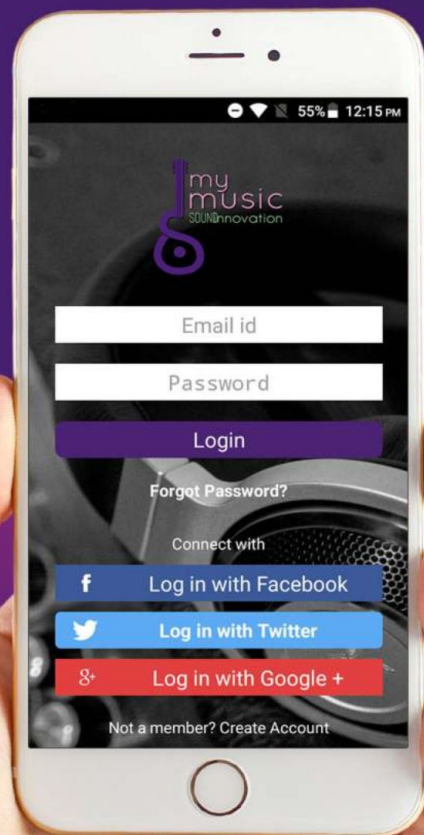 55% 12:15 PM
my
music
SOUNDinnovation
Email id
Password
Login
Forgot Password?
Connect with
f Log in with Facebook
Log in with Twitter
8+ Log in with Google +
Not a member? Create Account